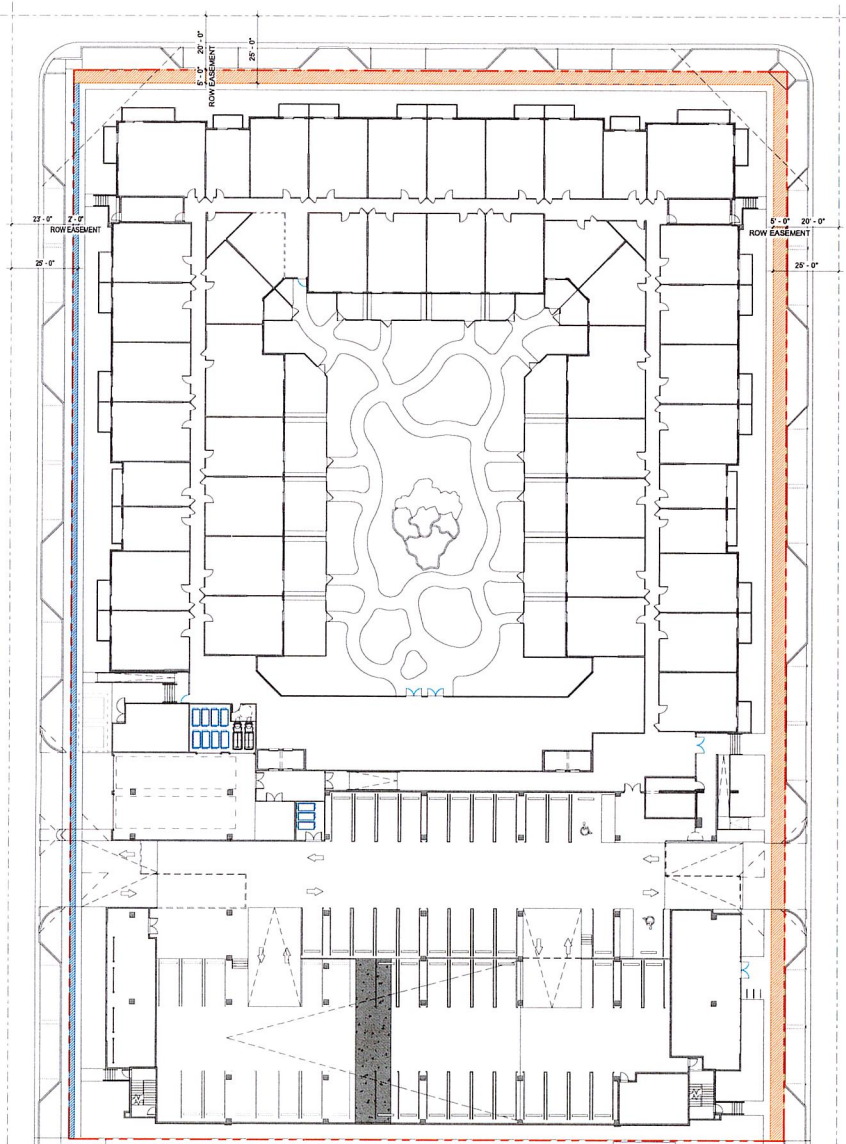 20' - 0"
5' - 0"
ROW EASEMENT
25' - 0"
23' - 0"
2' - 0"
ROW EASEMENT
25' - 0"
5' - 0"
20' - 0"
ROW EASEMENT
25' - 0"